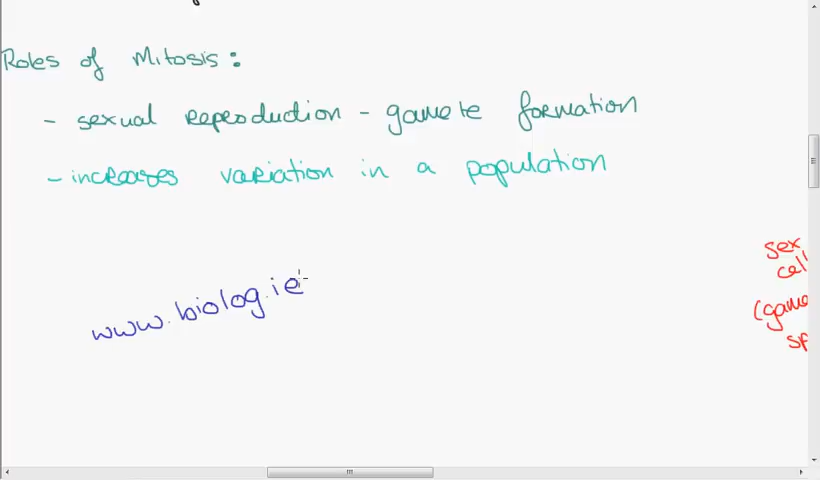 Roles of Mitosis:
- sexual reproduction - gamete formation
- increases variation in a population
sex
cell
(game
sp
www.biolog.ie